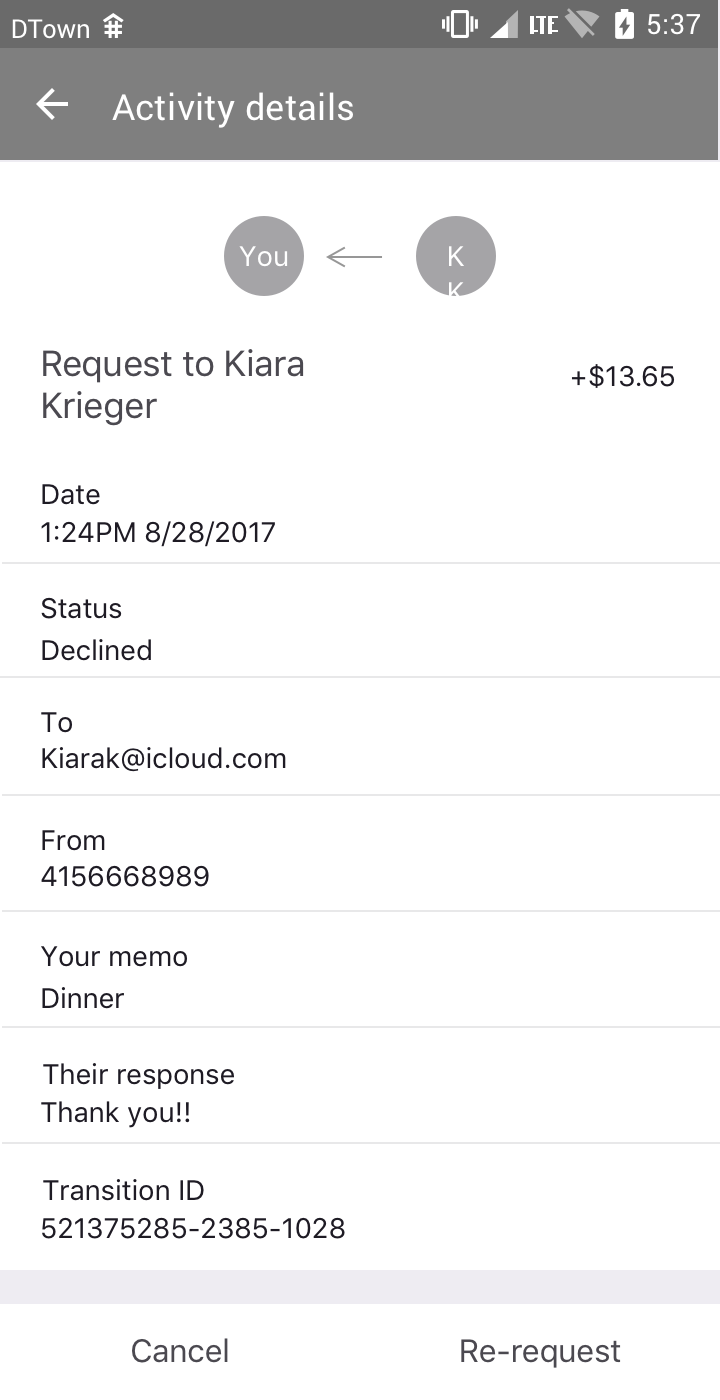 DTown LTE 5:37
Activity details
You K
K
Request to Kiara
Krieger
+$13.65
Date
1:24PM 8/28/2017
Status
Declined
To
Kiarak@icloud.com
From
4156668989
Your memo
Dinner
Their response
Thank you!!
Transition ID
521375285-2385-1028
Cancel Re-request